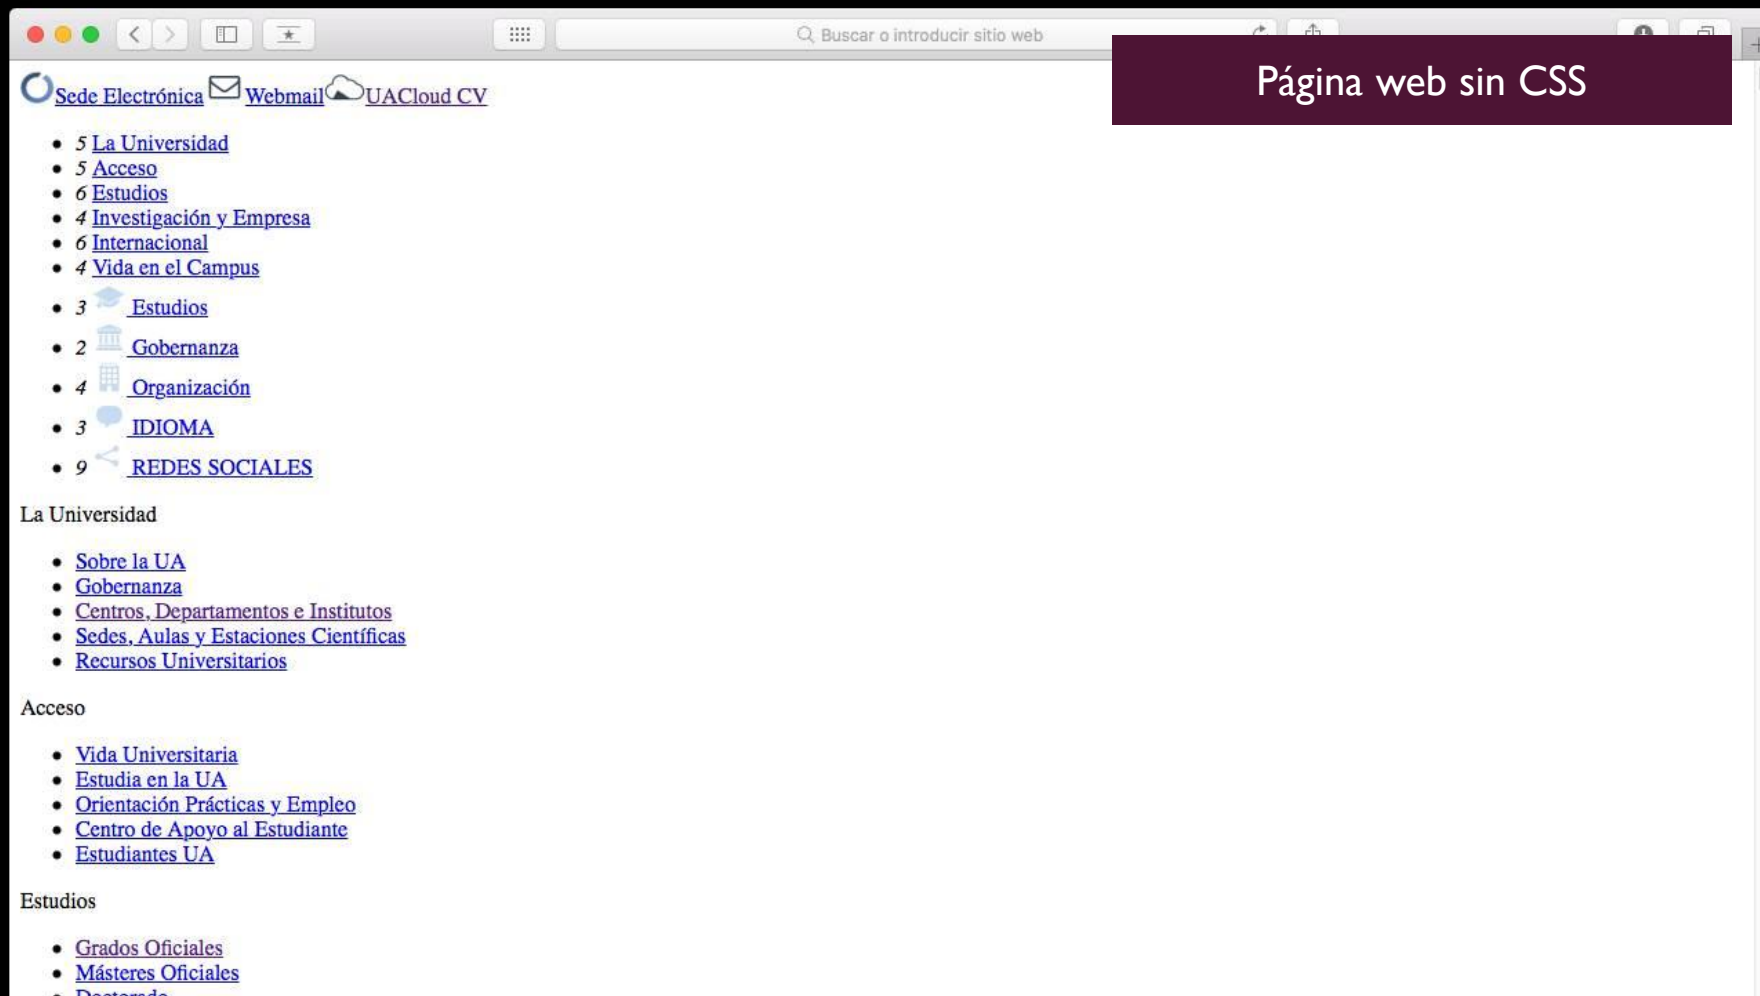 Buscar o introducir sitio web
Página web sin CSS
Sede Electrónica Webmail UACloud CV
• 5 La Universidad
• 5 Acceso
• 6 Estudios
• 4 Investigación y Empresa
• 6 Internacional
• 4 Vida en el Campus
• 3 Estudios
• 2 Gobernanza
• 4 Organización
• 3 IDIOMA
• 9 REDES SOCIALES
La Universidad
• Sobre la UA
• Gobernanza
• Centros, Departamentos e Institutos
• Sedes, Aulas y Estaciones Científicas
• Recursos Universitarios
Acceso
• Vida Universitaria
• Estudia en la UA
• Orientación Prácticas y Empleo
• Centro de Apoyo al Estudiante
• Estudiantes UA
Estudios
• Grados Oficiales
• Másteres Oficiales
• Doctorado